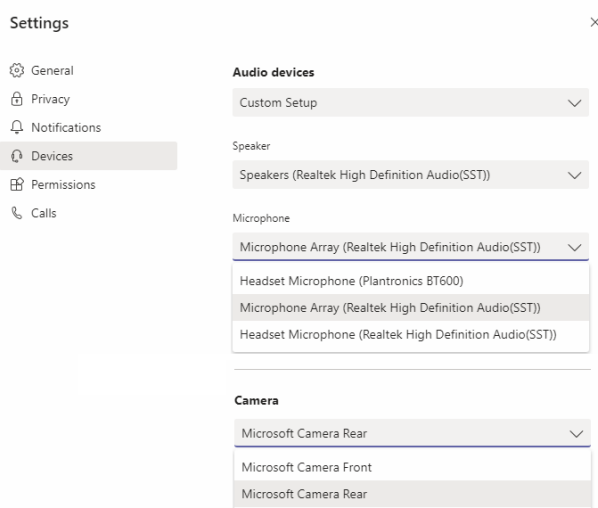 Settings
General
Privacy
Notifications
Devices
Permissions
Calls
Audio devices
Custom Setup
Speaker
Speakers (Realtek High Definition Audio(SST))
Microphone
Microphone Array (Realtek High Definition Audio(SST))
Headset Microphone (Plantronics BT600)
Microphone Array (Realtek High Definition Audio(SST))
Headset Microphone (Realtek High Definition Audio(SST))
Camera
Microsoft Camera Rear
Microsoft Camera Front
Microsoft Camera Rear